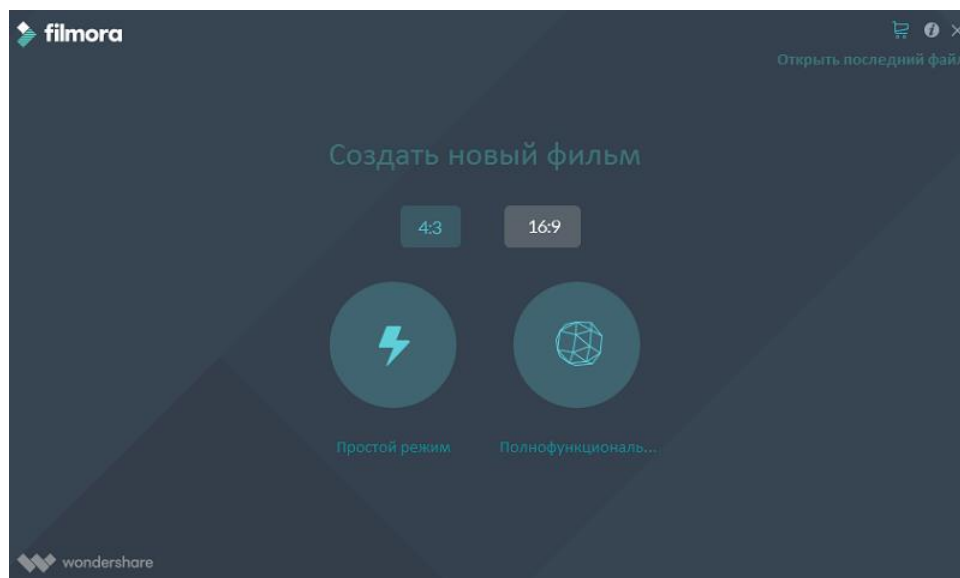 filmora
Открыть последний файл
Создать новый фильм
4:3
16:9
Простой режим
Полнофункциональ...
wondershare